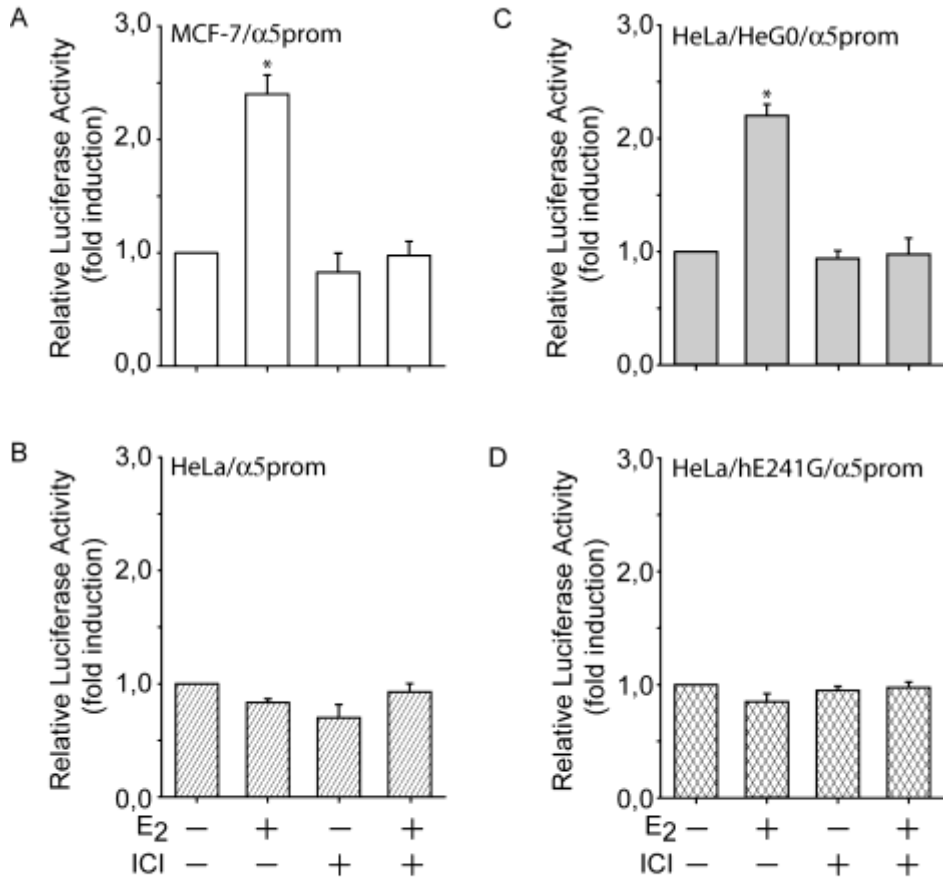 A
MCF-7/α5prom
*
Relative Luciferase Activity
(fold induction)
3,0
2,0
1,0
0,0
C
HeLa/HeG0/α5prom
*
Relative Luciferase Activity
(fold induction)
3,0
2,0
1,0
0,0
B
HeLa/α5prom
Relative Luciferase Activity
(fold induction)
3,0
2,0
1,0
0,0
E2 − + − +
ICI − − + +
D
HeLa/hE241G/α5prom
Relative Luciferase Activity
(fold induction)
3,0
2,0
1,0
0,0
− + − +
− − + +